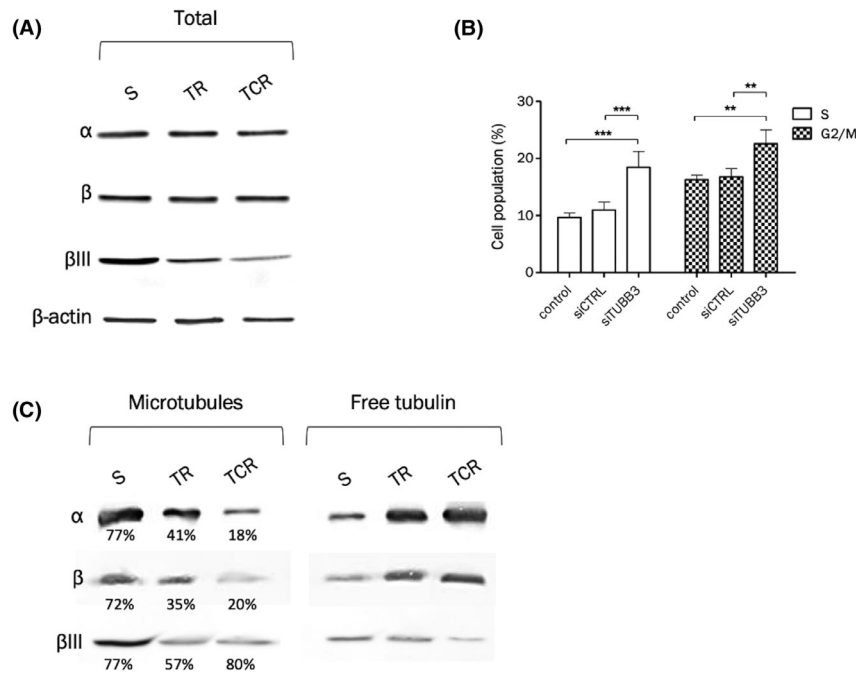 (A)
Total
S TR TCR
α
β
βIII
β-actin
(B)
Cell population (%)
30
20
10
0
*** *** ** **
S
G2/M
control siCTRL siTUBB3 control siCTRL siTUBB3
(C)
Microtubules Free tubulin
S TR TCR S TR TCR
α
77% 41% 18%
β
72% 35% 20%
βIII
77% 57% 80%